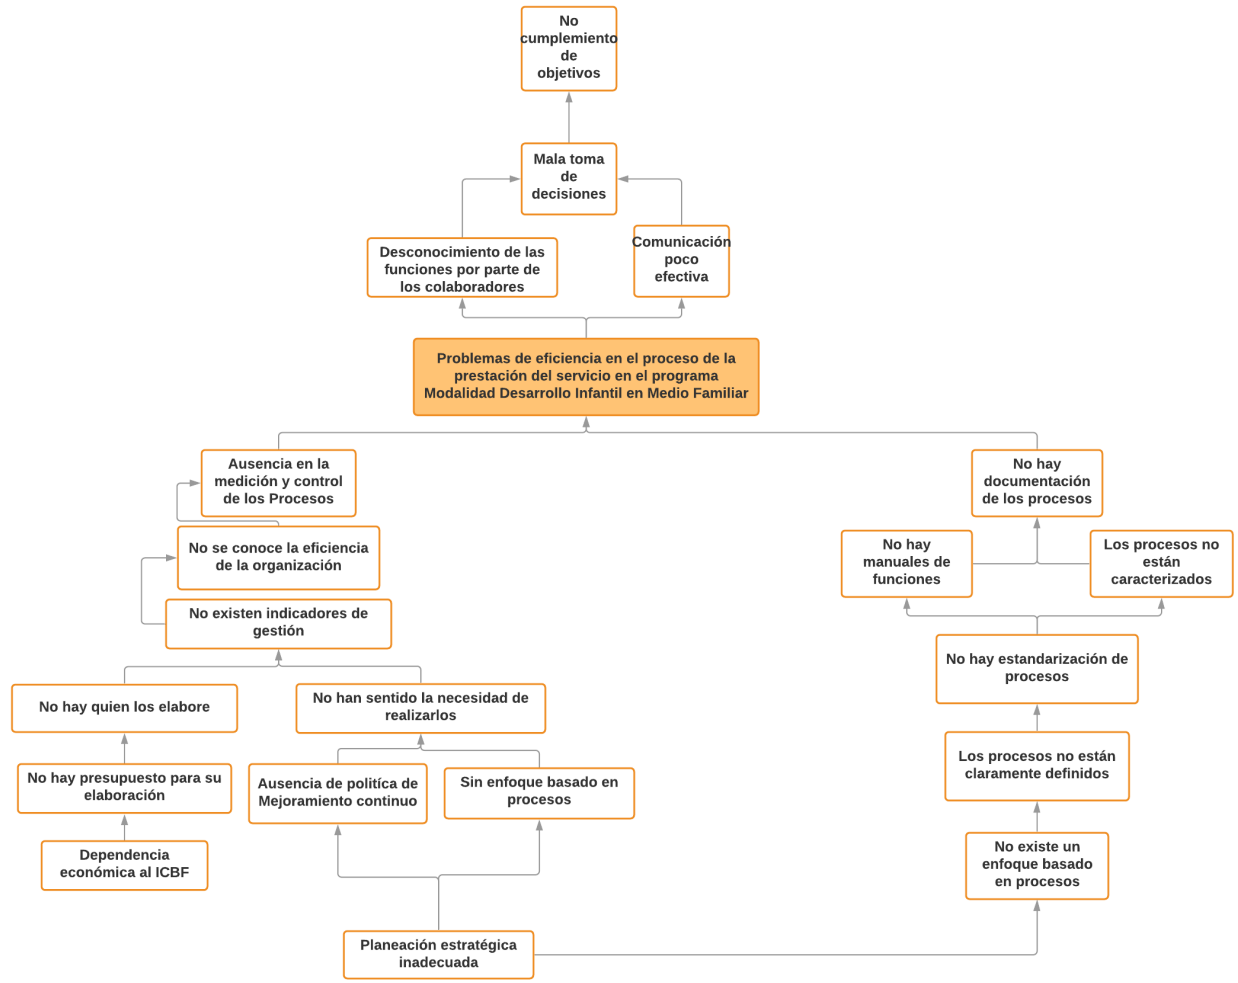 No
cumplemiento
de
objetivos
Mala toma
de
decisiones
Desconocimiento de las
funciones por parte de
los colaboradores
Comunicación
poco
efectiva
Problemas de eficiencia en el proceso de la
prestación del servicio en el programa
Modalidad Desarrollo Infantil en Medio Familiar
Ausencia en la
medición y control
de los Procesos
No hay
documentación
de los procesos
No se conoce la eficiencia
de la organización
No hay
manuales de
funciones
Los procesos no
están
caracterizados
No existen indicadores de
gestión
No hay estandarización de
procesos
No hay quien los elabore
No han sentido la necesidad de
realizarlos
Los procesos no están
claramente definidos
No hay presupuesto para su
elaboración
Ausencia de politíca de
Mejoramiento continuo
Sin enfoque basado en
procesos
Dependencia
económica al ICBF
No existe un
enfoque basado
en procesos
Planeación estratégica
inadecuada